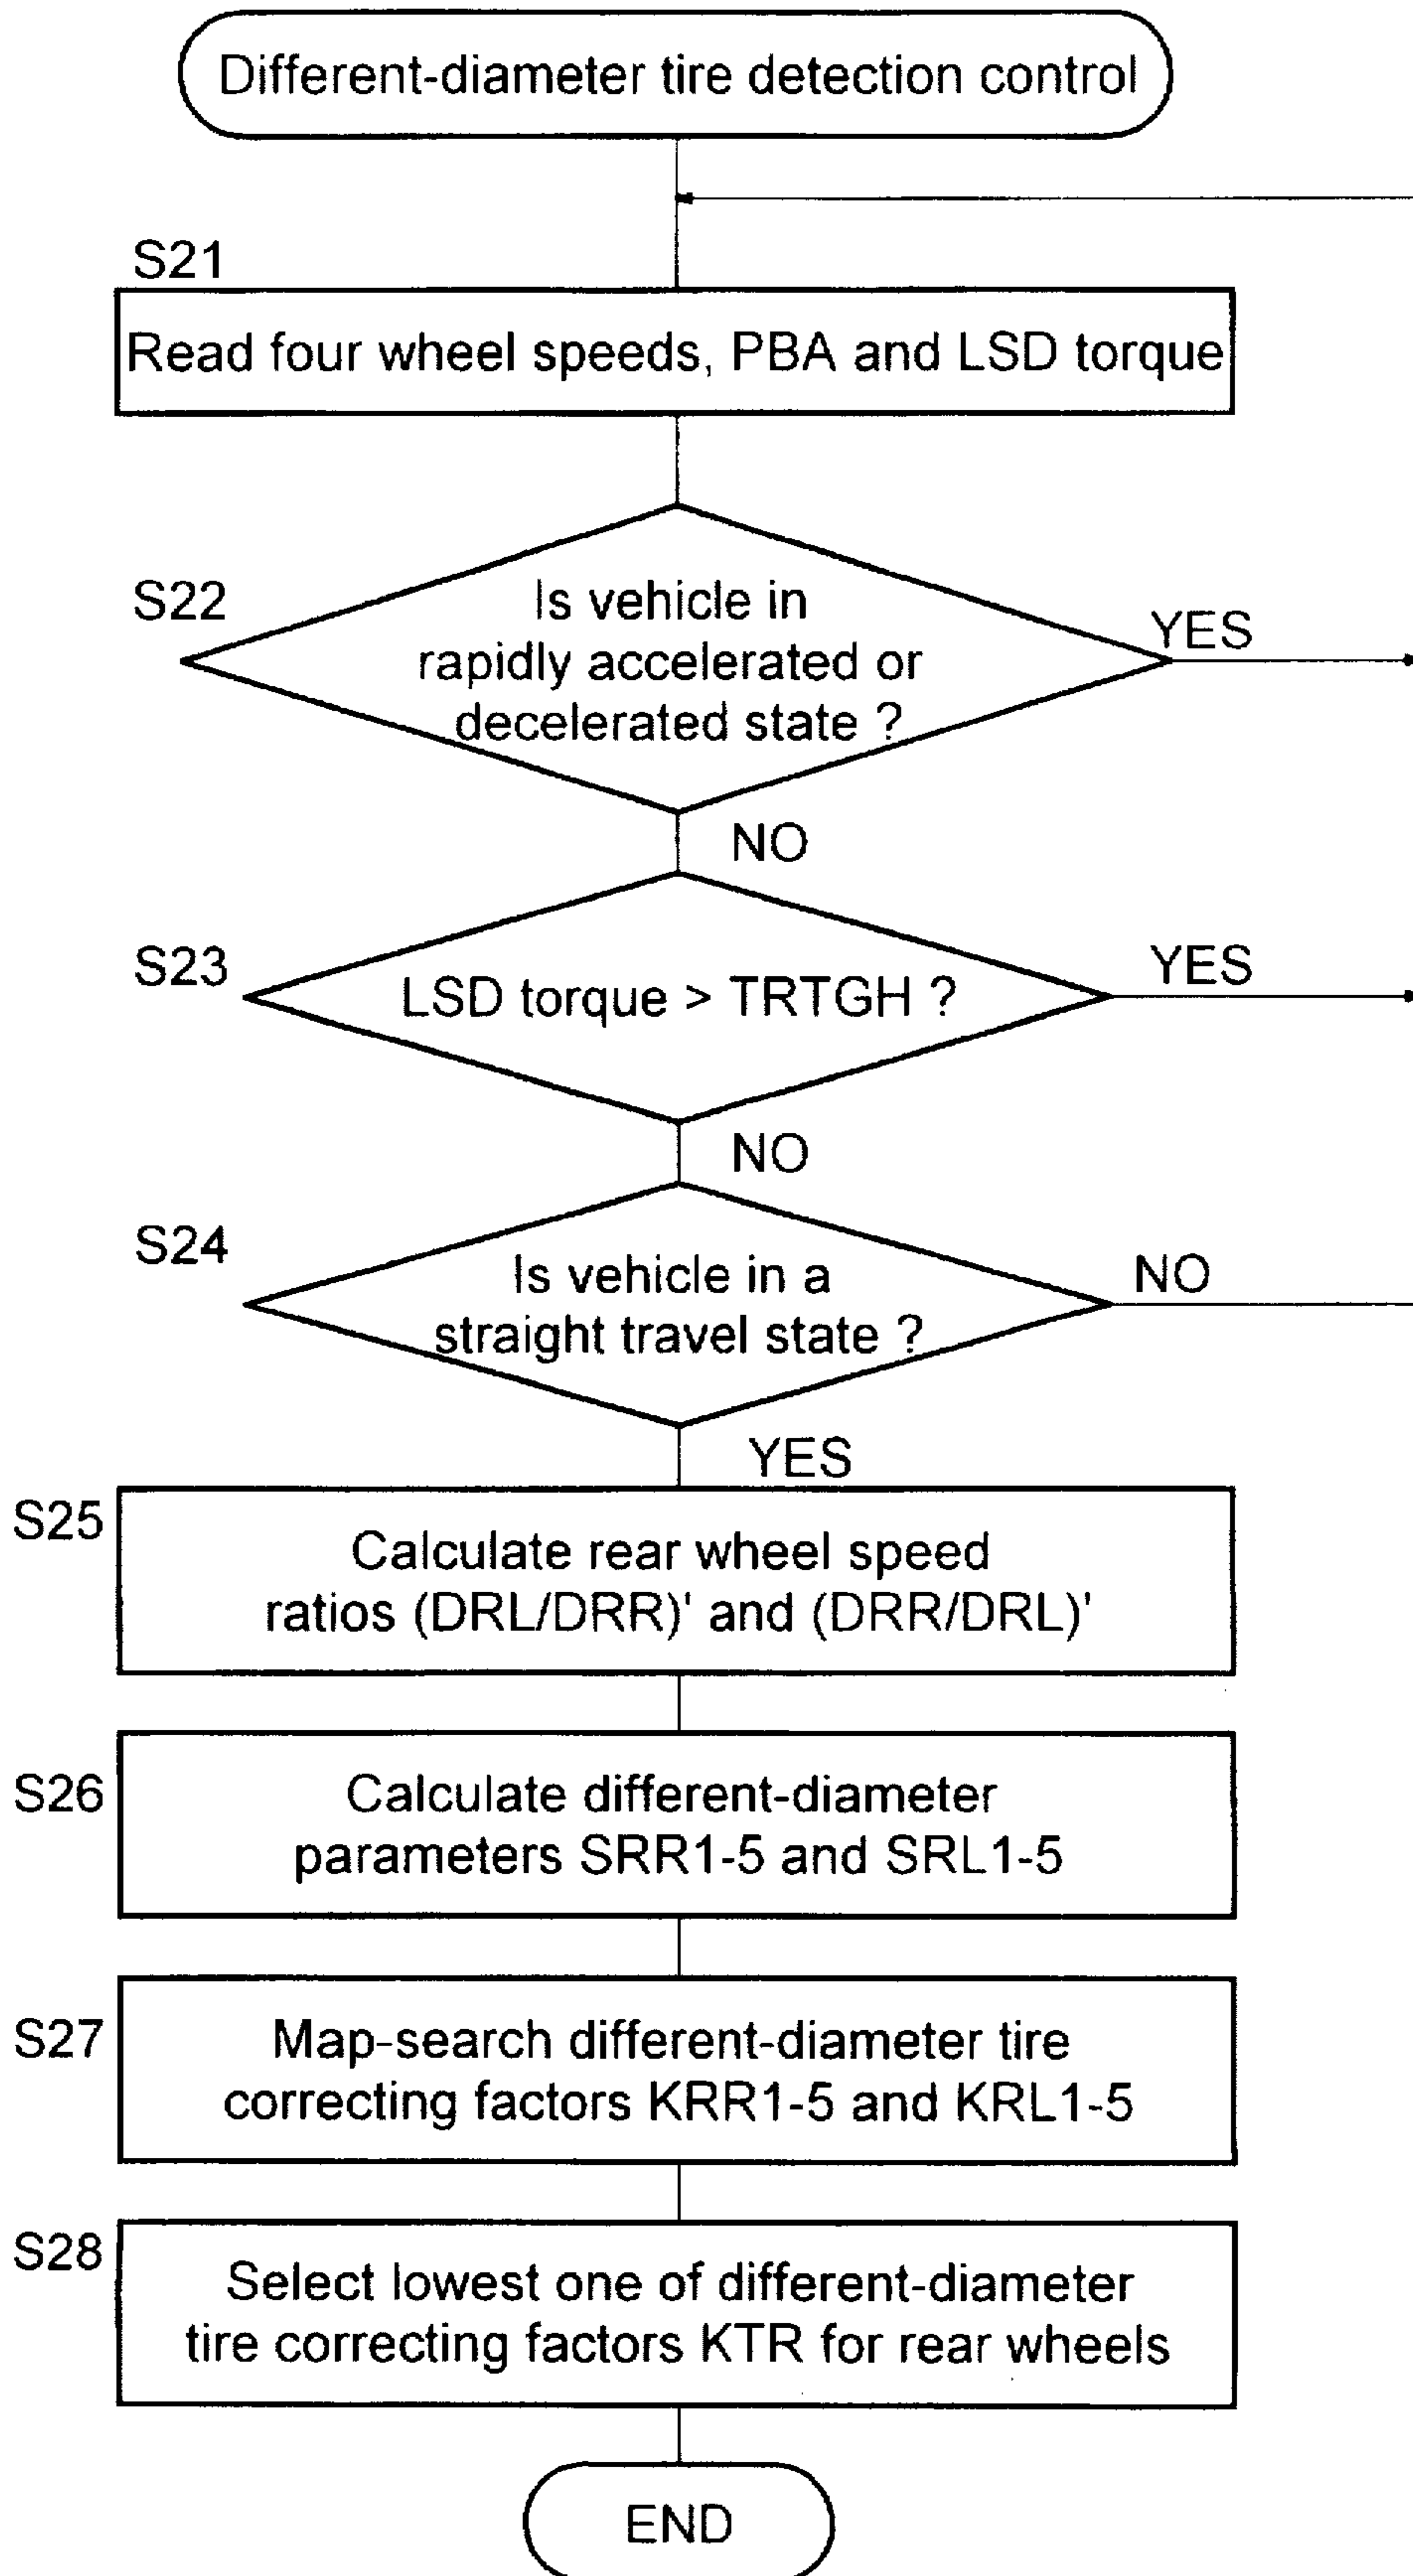 Different-diameter tire detection control
S21
Read four wheel speeds, PBA and LSD torque
S22
Is vehicle in
rapidly accelerated or
decelerated state ?
YES
NO
S23
LSD torque > TRTGH ?
YES
NO
S24
Is vehicle in a
straight travel state ?
NO
YES
S25
Calculate rear wheel speed
ratios (DRL/DRR)' and (DRR/DRL)'
S26
Calculate different-diameter
parameters SRR1-5 and SRL1-5
S27
Map-search different-diameter tire
correcting factors KRR1-5 and KRL1-5
S28
Select lowest one of different-diameter
tire correcting factors KTR for rear wheels
END